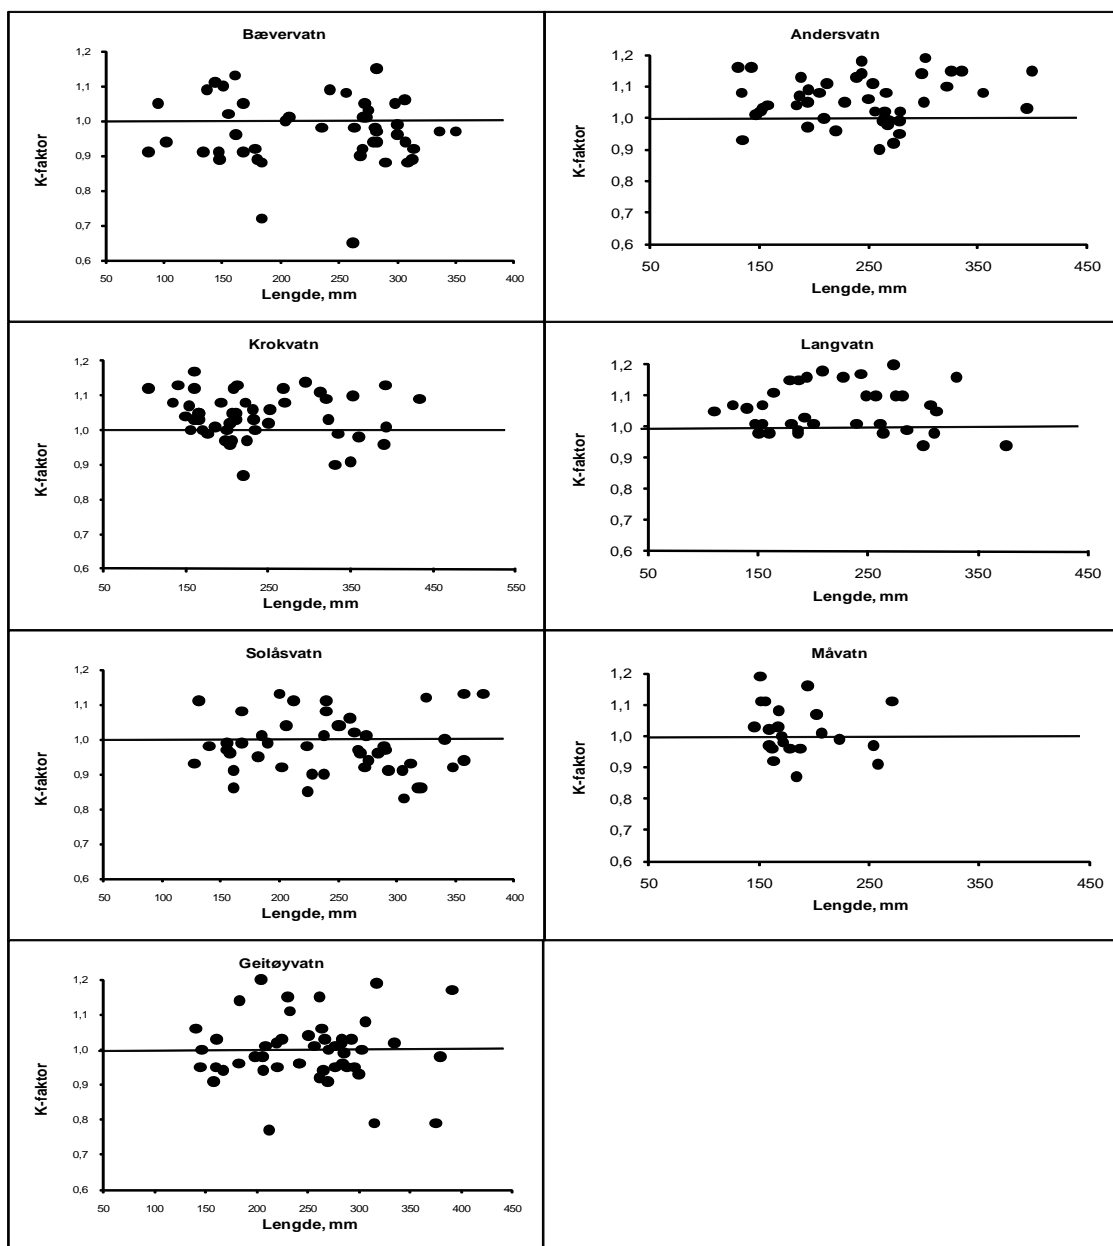 Bævervatn
K-faktor
1,2
1,1
1,0
0,9
0,8
0,7
0,6
50 100 150 200 250 300 350 400
Lengde, mm
Andersvatn
K-faktor
1,2
1,1
1,0
0,9
0,8
0,7
0,6
50 150 250 350 450
Lengde, mm
Krokvatn
K-faktor
1,2
1,1
1,0
0,9
0,8
0,7
0,6
50 150 250 350 450 550
Lengde, mm
Langvatn
K-faktor
1,2
1,1
1,0
0,9
0,8
0,7
0,6
50 150 250 350 450
Lengde, mm
Solåsvatn
K-faktor
1,2
1,1
1,0
0,9
0,8
0,7
0,6
50 100 150 200 250 300 350 400
Lengde, mm
Måvatn
K-faktor
1,2
1,1
1,0
0,9
0,8
0,7
0,6
50 150 250 350 450
Lengde, mm
Geitøyvatn
K-faktor
1,2
1,1
1,0
0,9
0,8
0,7
0,6
50 100 150 200 250 300 350 400 450
Lengde, mm